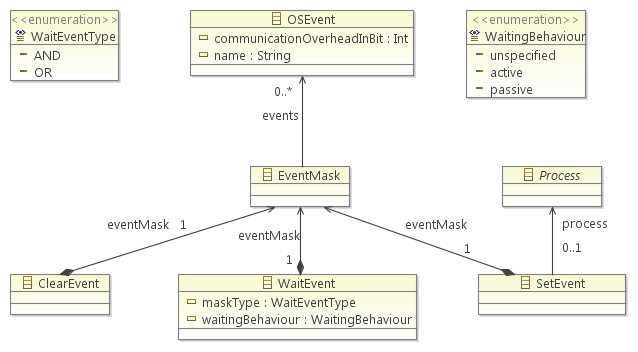 <<enumeration>>
WaitEventType
AND
OR
OSEvent
communicationOverheadInBit : Int
name : String
<<enumeration>>
WaitingBehaviour
unspecified
active
passive
0..*
events
EventMask
Process
eventMask 1
eventMask
1
eventMask
1
process
0..1
ClearEvent
WaitEvent
maskType : WaitEventType
waitingBehaviour : WaitingBehaviour
SetEvent